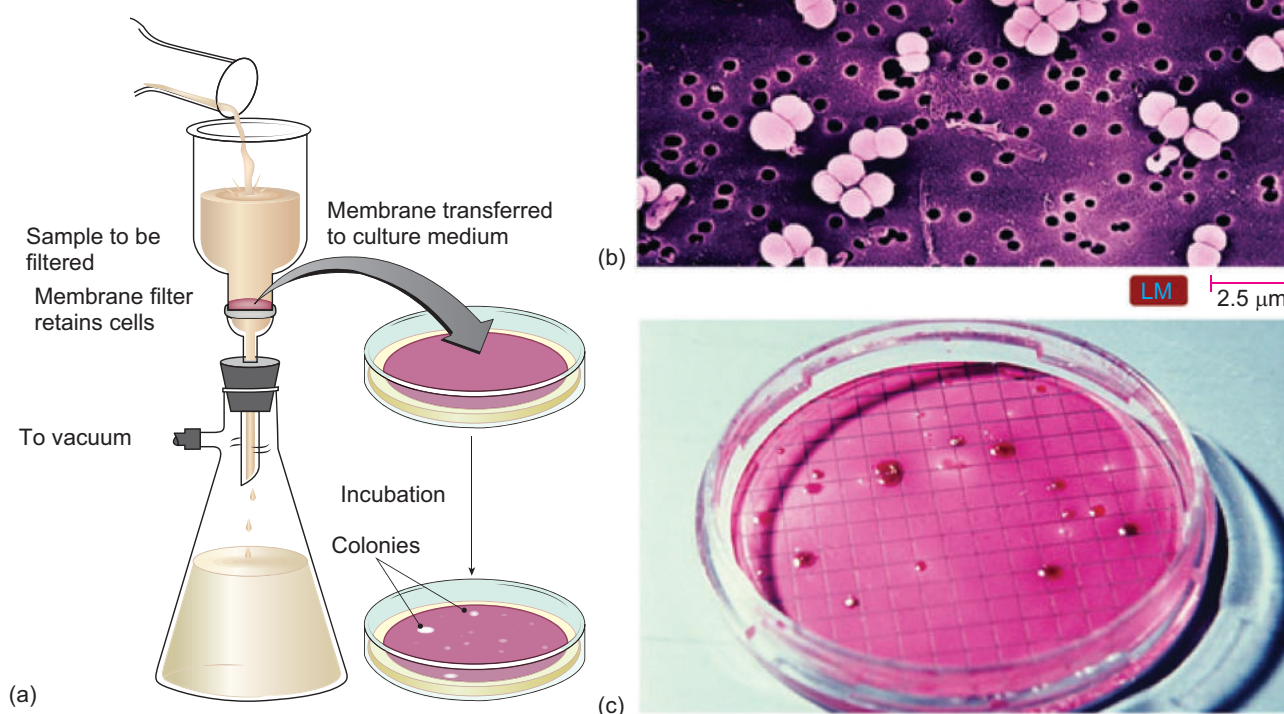 Sample to be
filtered
Membrane filter
retains cells
Membrane transferred
to culture medium
To vacuum
Incubation
Colonies
(a)
(b)
LM
2.5 μm
(c)